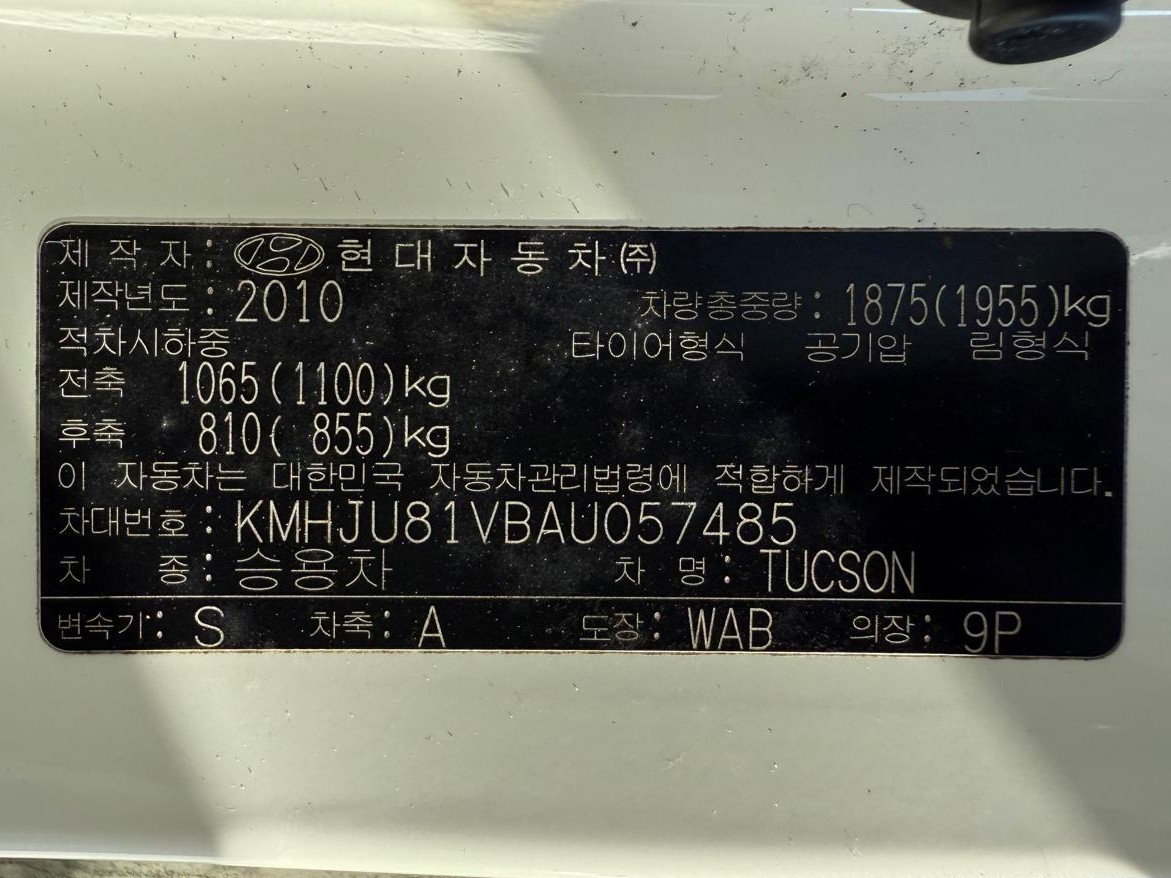 제 작 자 : 현 대 자 동 차 ㈜
제작년도 : 2010 차량총중량 : 1875(1955)kg
적차시하중 타이어형식 공기압 림형식
전축 1065(1100)kg
후축 810( 855)kg
이 자동차는 대한민국 자동차관리법령에 적합하게 제작되었습니다.
차대번호 : KMHJU81VBAU057485
차 종 : 승용차 차 명 : TUCSON
변속기 : S 차축 : A 도장 : WAB 의장 : 9P